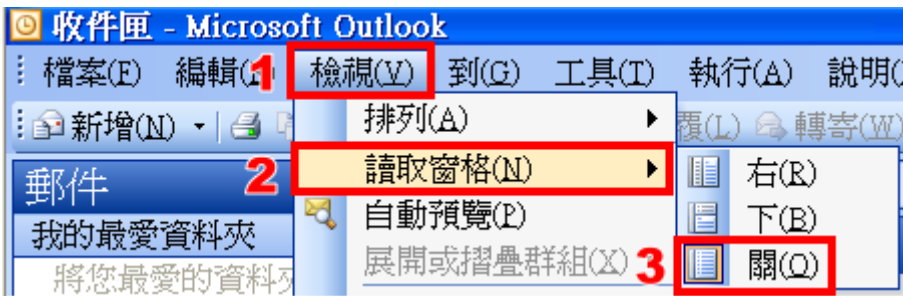 收件匣 - Microsoft Outlook
檔案(F) 編輯( 1 檢視(V) 到(G) 工具(T) 執行(A) 說明(
新增(N) 排列(A) 覆(L) 轉寄(W)
2 讀取窗格(N) 右(R)
郵件
自動預覽(P) 下(B)
我的最愛資料夾
展開或摺疊群組(X) 3 關(O)
將您最愛的資料夾